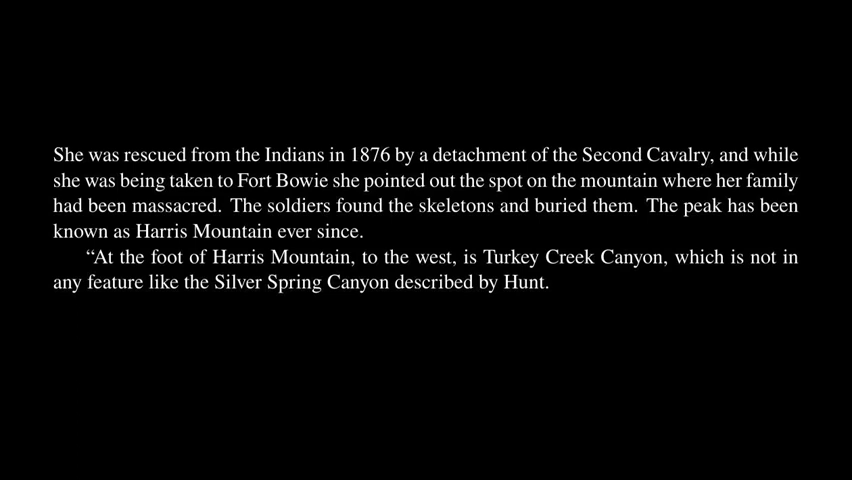 She was rescued from the Indians in 1876 by a detachment of the Second Cavalry, and while
she was being taken to Fort Bowie she pointed out the spot on the mountain where her family
had been massacred. The soldiers found the skeletons and buried them. The peak has been
known as Harris Mountain ever since.
“At the foot of Harris Mountain, to the west, is Turkey Creek Canyon, which is not in
any feature like the Silver Spring Canyon described by Hunt.